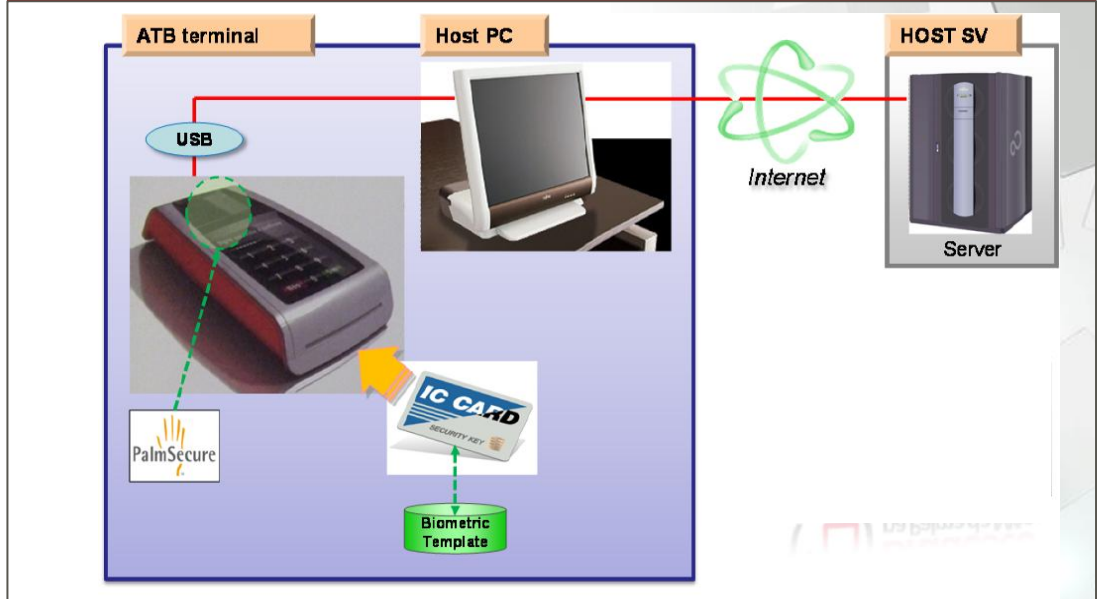 ATB terminal
Host PC
HOST SV
USB
Internet
Server
PalmSecure
IC CARD
SECURITY KEY
Biometric
Template